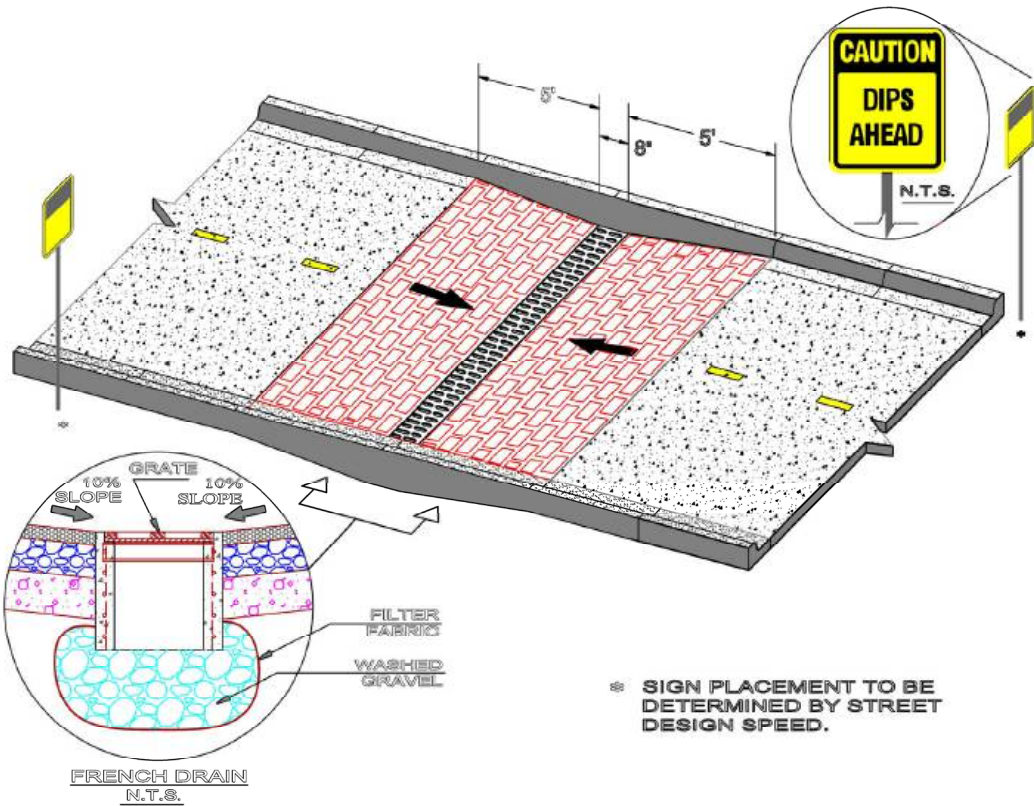 5'
8"
5'
CAUTION
DIPS
AHEAD
N.T.S.
*
*
GRATE
10%
SLOPE
10%
SLOPE
FILTER
FABRIC
WASHED
GRAVEL
FRENCH DRAIN
N.T.S.
* SIGN PLACEMENT TO BE
DETERMINED BY STREET
DESIGN SPEED.